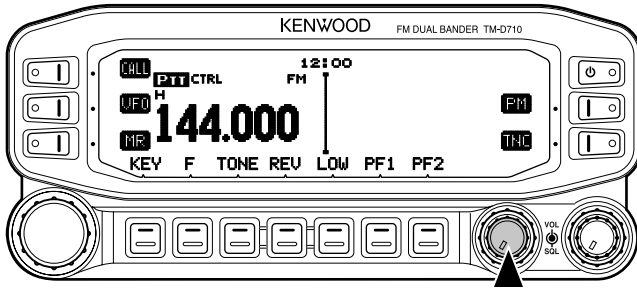 KENWOOD FM DUAL BANDER TM-D710
CALL 12:00
PTT CTRL FM
VFO H PM
144.000
MR TNC
KEY F TONE REV LOW PF1 PF2
VOL
SQL